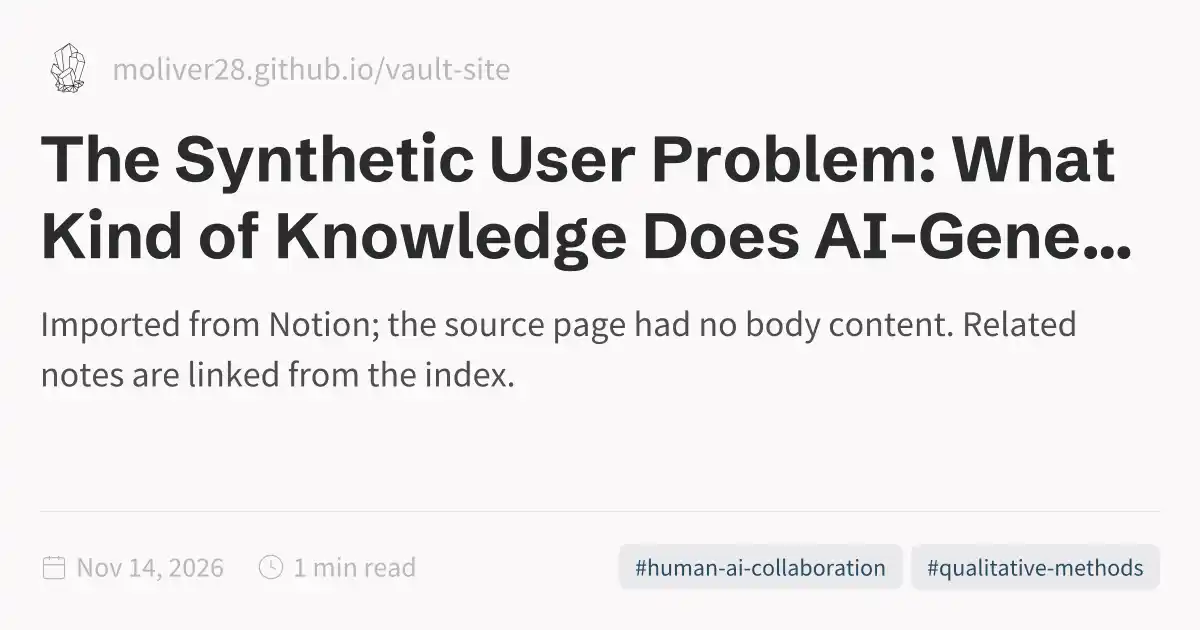 moliver28.github.io/vault-site
The Synthetic User Problem: What
Kind of Knowledge Does AI-Gene...
Imported from Notion; the source page had no body content. Related
notes are linked from the index.
Nov 14, 2026 1 min read #human-ai-collaboration #qualitative-methods